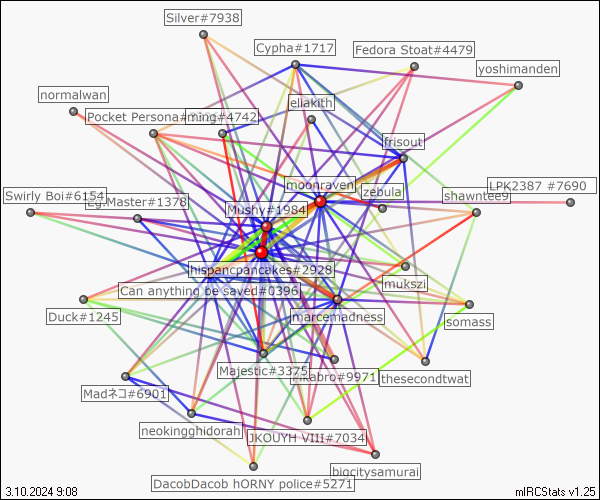 Silver#7938
Cypha#1717
Fedora Stoat#4479
yoshimanden
normalwan
eliakith
Pocket Persona
ming#4742
frisout
moonraven
zebula
LPK2387 #7690
Swirly Boi#6154
Eg.Master#1378
shawntee9
Mushy#1984
hispancpancakes#2928
mukszi
Can anything be saved#0396
marcemadness
somass
Duck#1245
Majestic#3375
#9971
thesecondtwat
Madネコ#6901
neokingghidorah
JKOUYH VIII#7034
bigcitysamurai
DacobDacob hORNY police#5271
3.10.2024 9:08
mIRCStats v1.25